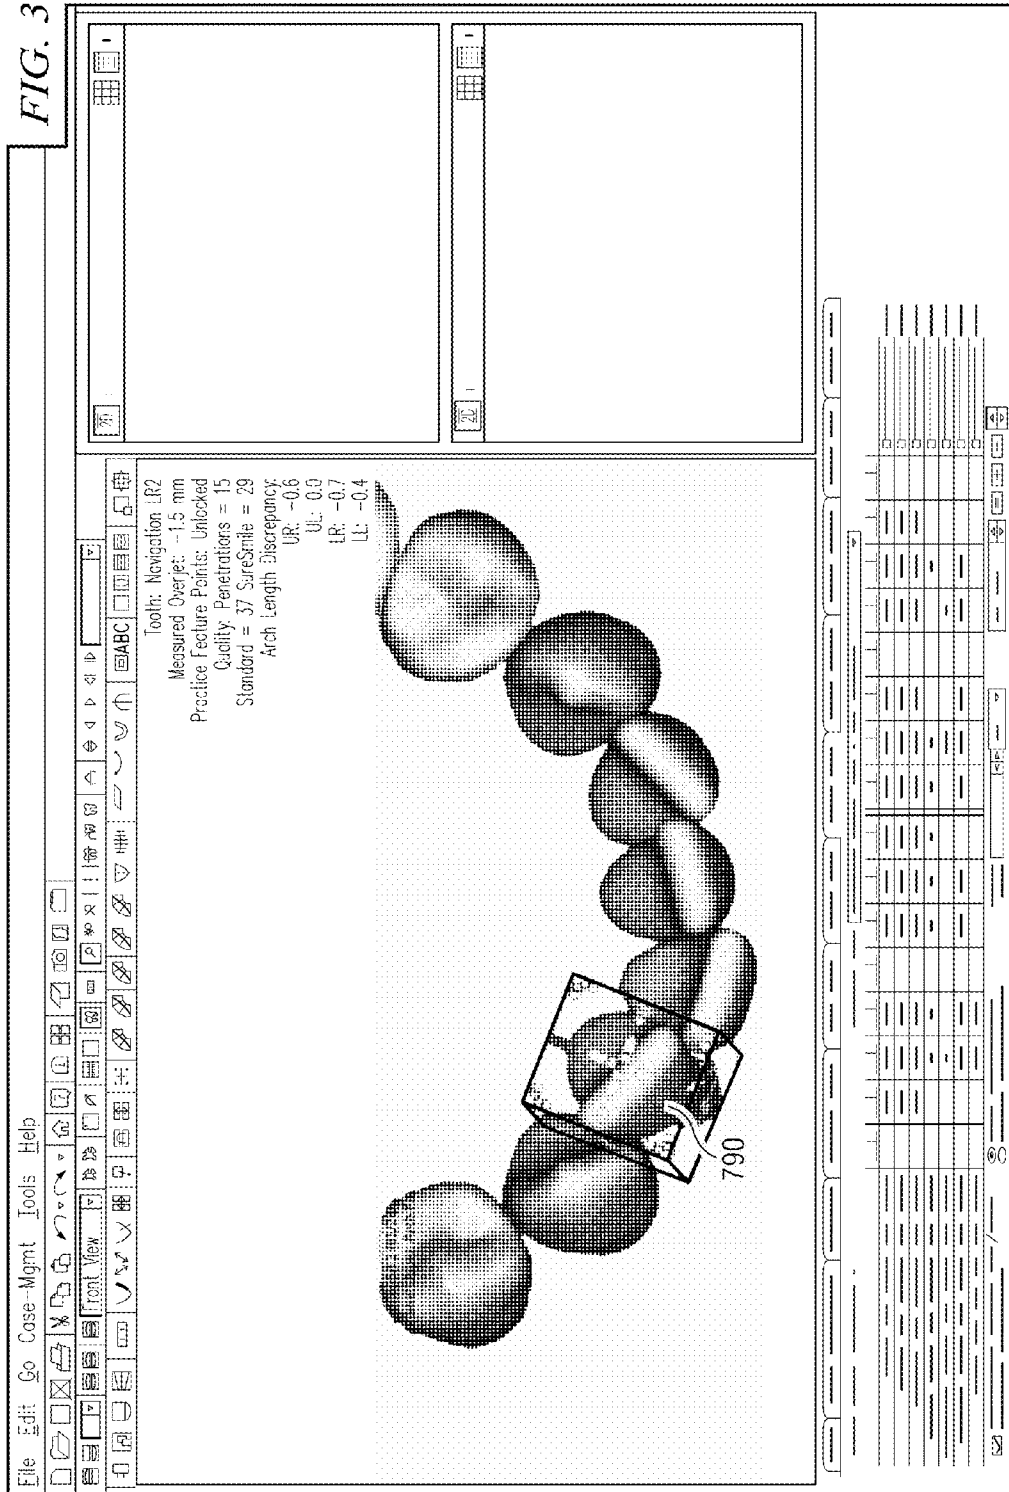 FIG. 3
File Edit Go Case-Mgmt Tools Help
Front View
ABC
Tooth: Navigation LR2
Measured Overjet: -1.5 mm
Practice Feature Points: Unlocked
Quality, Penetrations = 15
Standard = 37 SureSmile = 29
Arch Length Discrepancy:
UR: -0.6
UL: 0.0
LR: -0.7
LL: -0.4
790